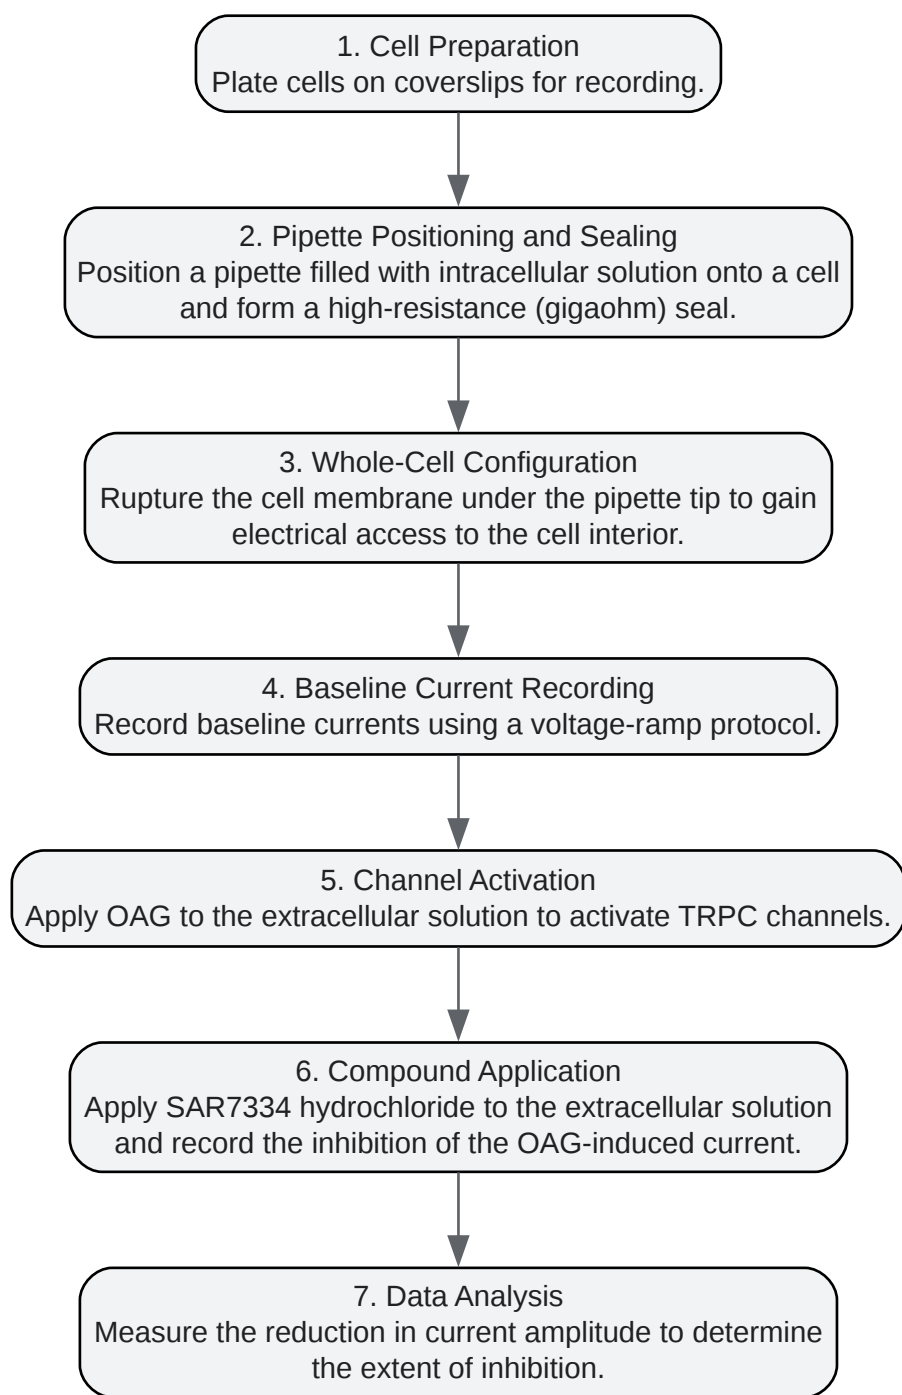 1. Cell Preparation
Plate cells on coverslips for recording.
2. Pipette Positioning and Sealing
Position a pipette filled with intracellular solution onto a cell
and form a high-resistance (gigaohm) seal.
3. Whole-Cell Configuration
Rupture the cell membrane under the pipette tip to gain
electrical access to the cell interior.
4. Baseline Current Recording
Record baseline currents using a voltage-ramp protocol.
5. Channel Activation
Apply OAG to the extracellular solution to activate TRPC channels.
6. Compound Application
Apply SAR7334 hydrochloride to the extracellular solution
and record the inhibition of the OAG-induced current.
7. Data Analysis
Measure the reduction in current amplitude to determine
the extent of inhibition.